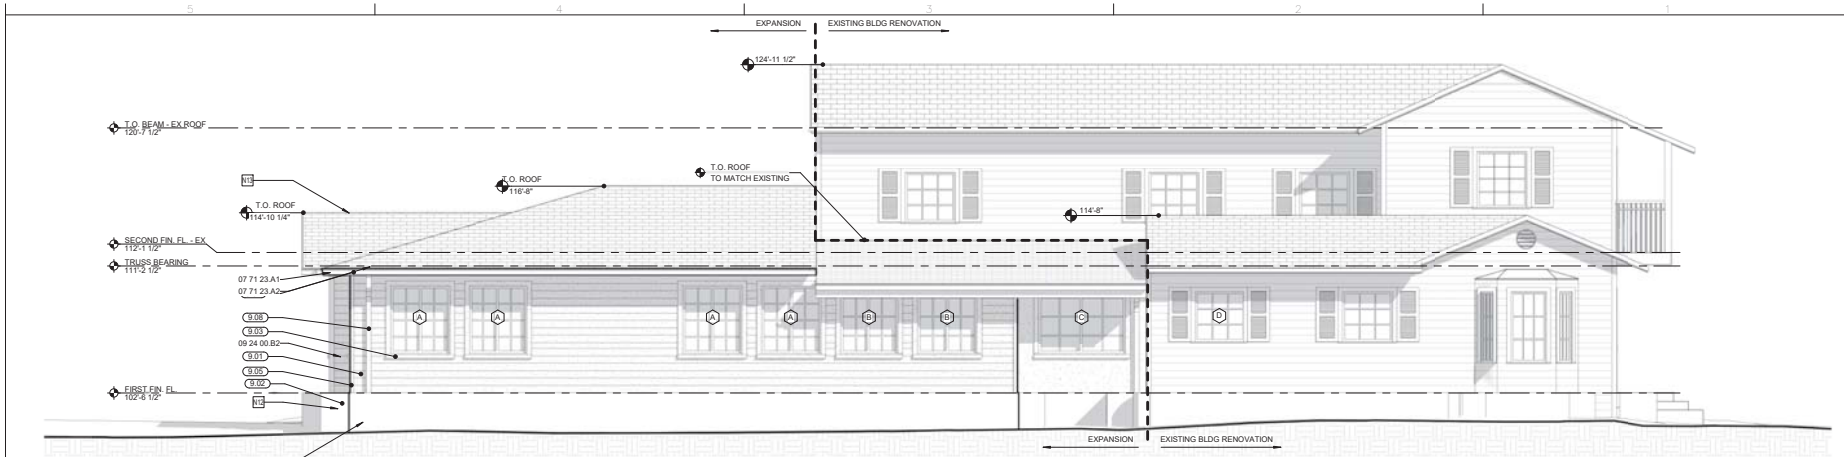 5 4 3 2 1
EXPANSION EXISTING BLDG RENOVATION
124'-11 1/2"
T.O. BEAM - EX ROOF
120'-7 1/2"
T.O. ROOF
TO MATCH EXISTING
N13
T.O. ROOF
116'-8"
T.O. ROOF
114'-10 1/4"
114'-8"
SECOND FIN. FL. - EX
112'-1 1/2"
TRUSS BEARING
111'-2 1/2"
07 71 23.A1
07 71 23.A2
9.08
A A A A B B C D
9.03
09 24 00.B2
9.01
9.05
9.02
FIRST FIN. FL.
102'-6 1/2"
N12
EXPANSION EXISTING BLDG RENOVATION